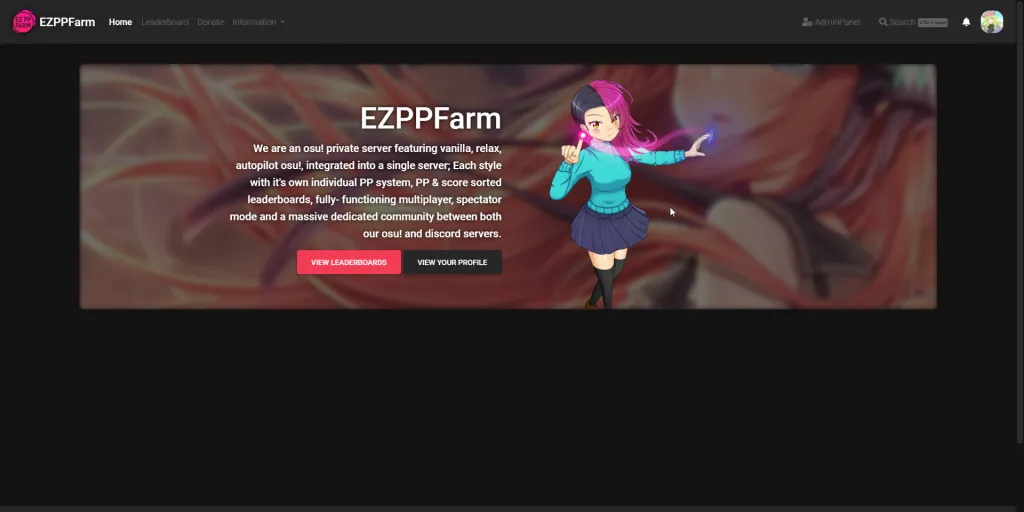 EZ PP
FARM
EZPPFarm
Home
Leaderboard
Donate
Information
AdminPanel
Search
EZPPFarm
We are an osu! private server featuring vanilla, relax,
autopilot osu!, integrated into a single server; Each style
with it's own individual PP system, PP & score sorted
leaderboards, fully- functioning multiplayer, spectator
mode and a massive dedicated community between both
our osu! and discord servers.
VIEW LEADERBOARDS
VIEW YOUR PROFILE